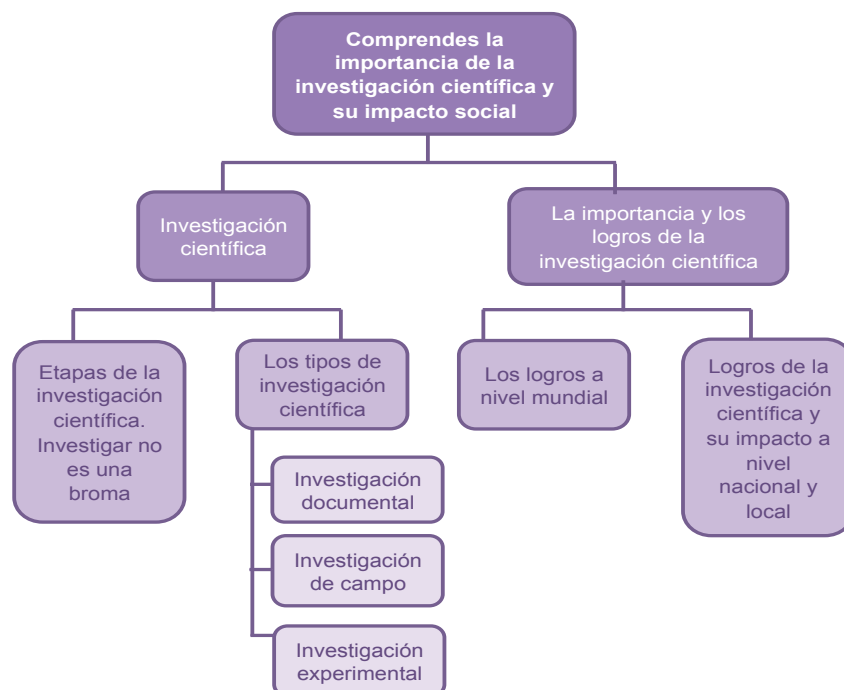 Comprendes la
importancia de la
investigación científica y
su impacto social
Investigación
científica
La importancia y los
logros de la
investigación científica
Etapas de la
investigación
científica.
Investigar no
es una
broma
Los tipos de
investigación
científica
Investigación
documental
Investigación
de campo
Investigación
experimental
Los logros a
nivel mundial
Logros de la
investigación
científica y
su impacto a
nivel
nacional y
local